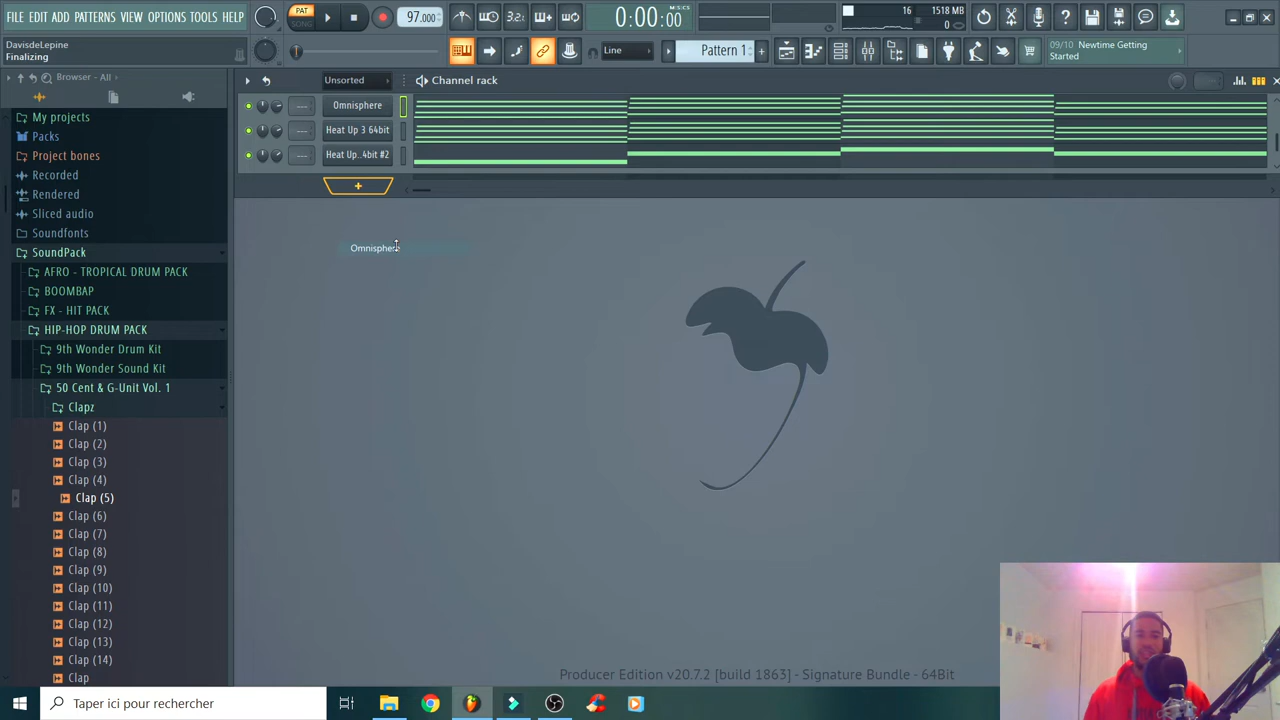 FILE EDIT ADD PATTERNS VIEW OPTIONS TOOLS HELP
PAT
SONG
97.000
3.2.
0:00:00
M:S:CS
16
1518 MB
0
DavisdeLepine
Finalizing
Line
Pattern 1
09/10 Newtime Getting
Started
Browser - All
Unsorted
Channel rack
Omnisphere
Heat Up 3 64bit
Heat Up..4bit #2
+
Omnisphere
My projects
Packs
Project bones
Recorded
Rendered
Sliced audio
Soundfonts
SoundPack
AFRO - TROPICAL DRUM PACK
BOOMBAP
FX - HIT PACK
HIP-HOP DRUM PACK
9th Wonder Drum Kit
9th Wonder Sound Kit
50 Cent & G-Unit Vol. 1
Clapz
Clap (1)
Clap (2)
Clap (3)
Clap (4)
Clap (5)
Clap (6)
Clap (7)
Clap (8)
Clap (9)
Clap (10)
Clap (11)
Clap (12)
Clap (13)
Clap (14)
Clap
Producer Edition v20.7.2 [build 1863] - Signature Bundle - 64Bit
Taper ici pour rechercher